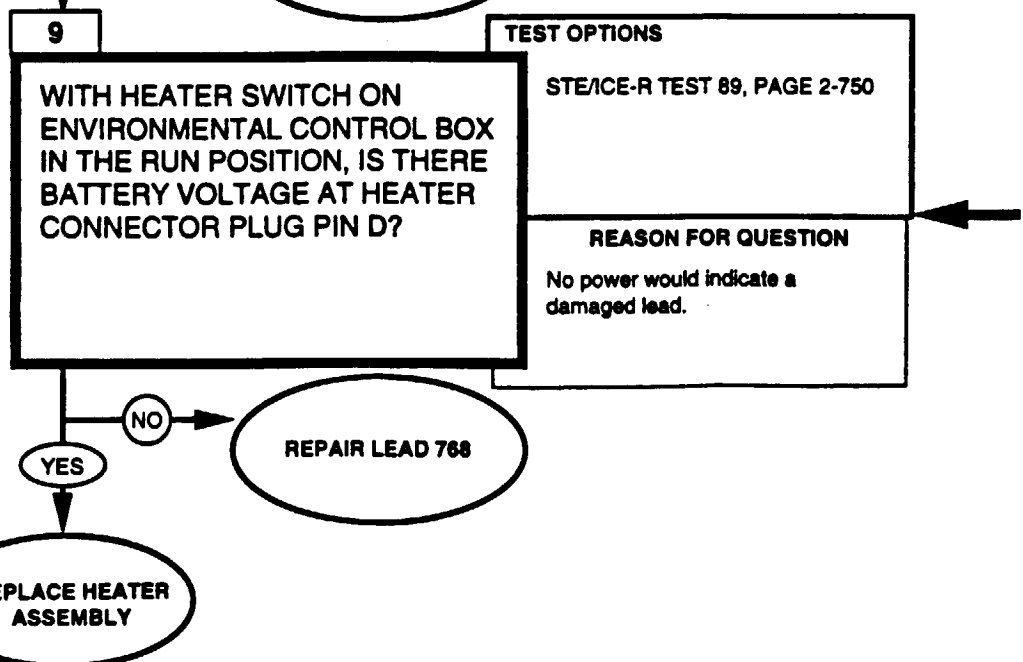 9
WITH HEATER SWITCH ON
ENVIRONMENTAL CONTROL BOX
IN THE RUN POSITION, IS THERE
BATTERY VOLTAGE AT HEATER
CONNECTOR PLUG PIN D?
TEST OPTIONS
STE/ICE-R TEST 89, PAGE 2-750
REASON FOR QUESTION
No power would indicate a
damaged lead.
NO
REPAIR LEAD 768
YES
EPLACE HEATER
ASSEMBLY